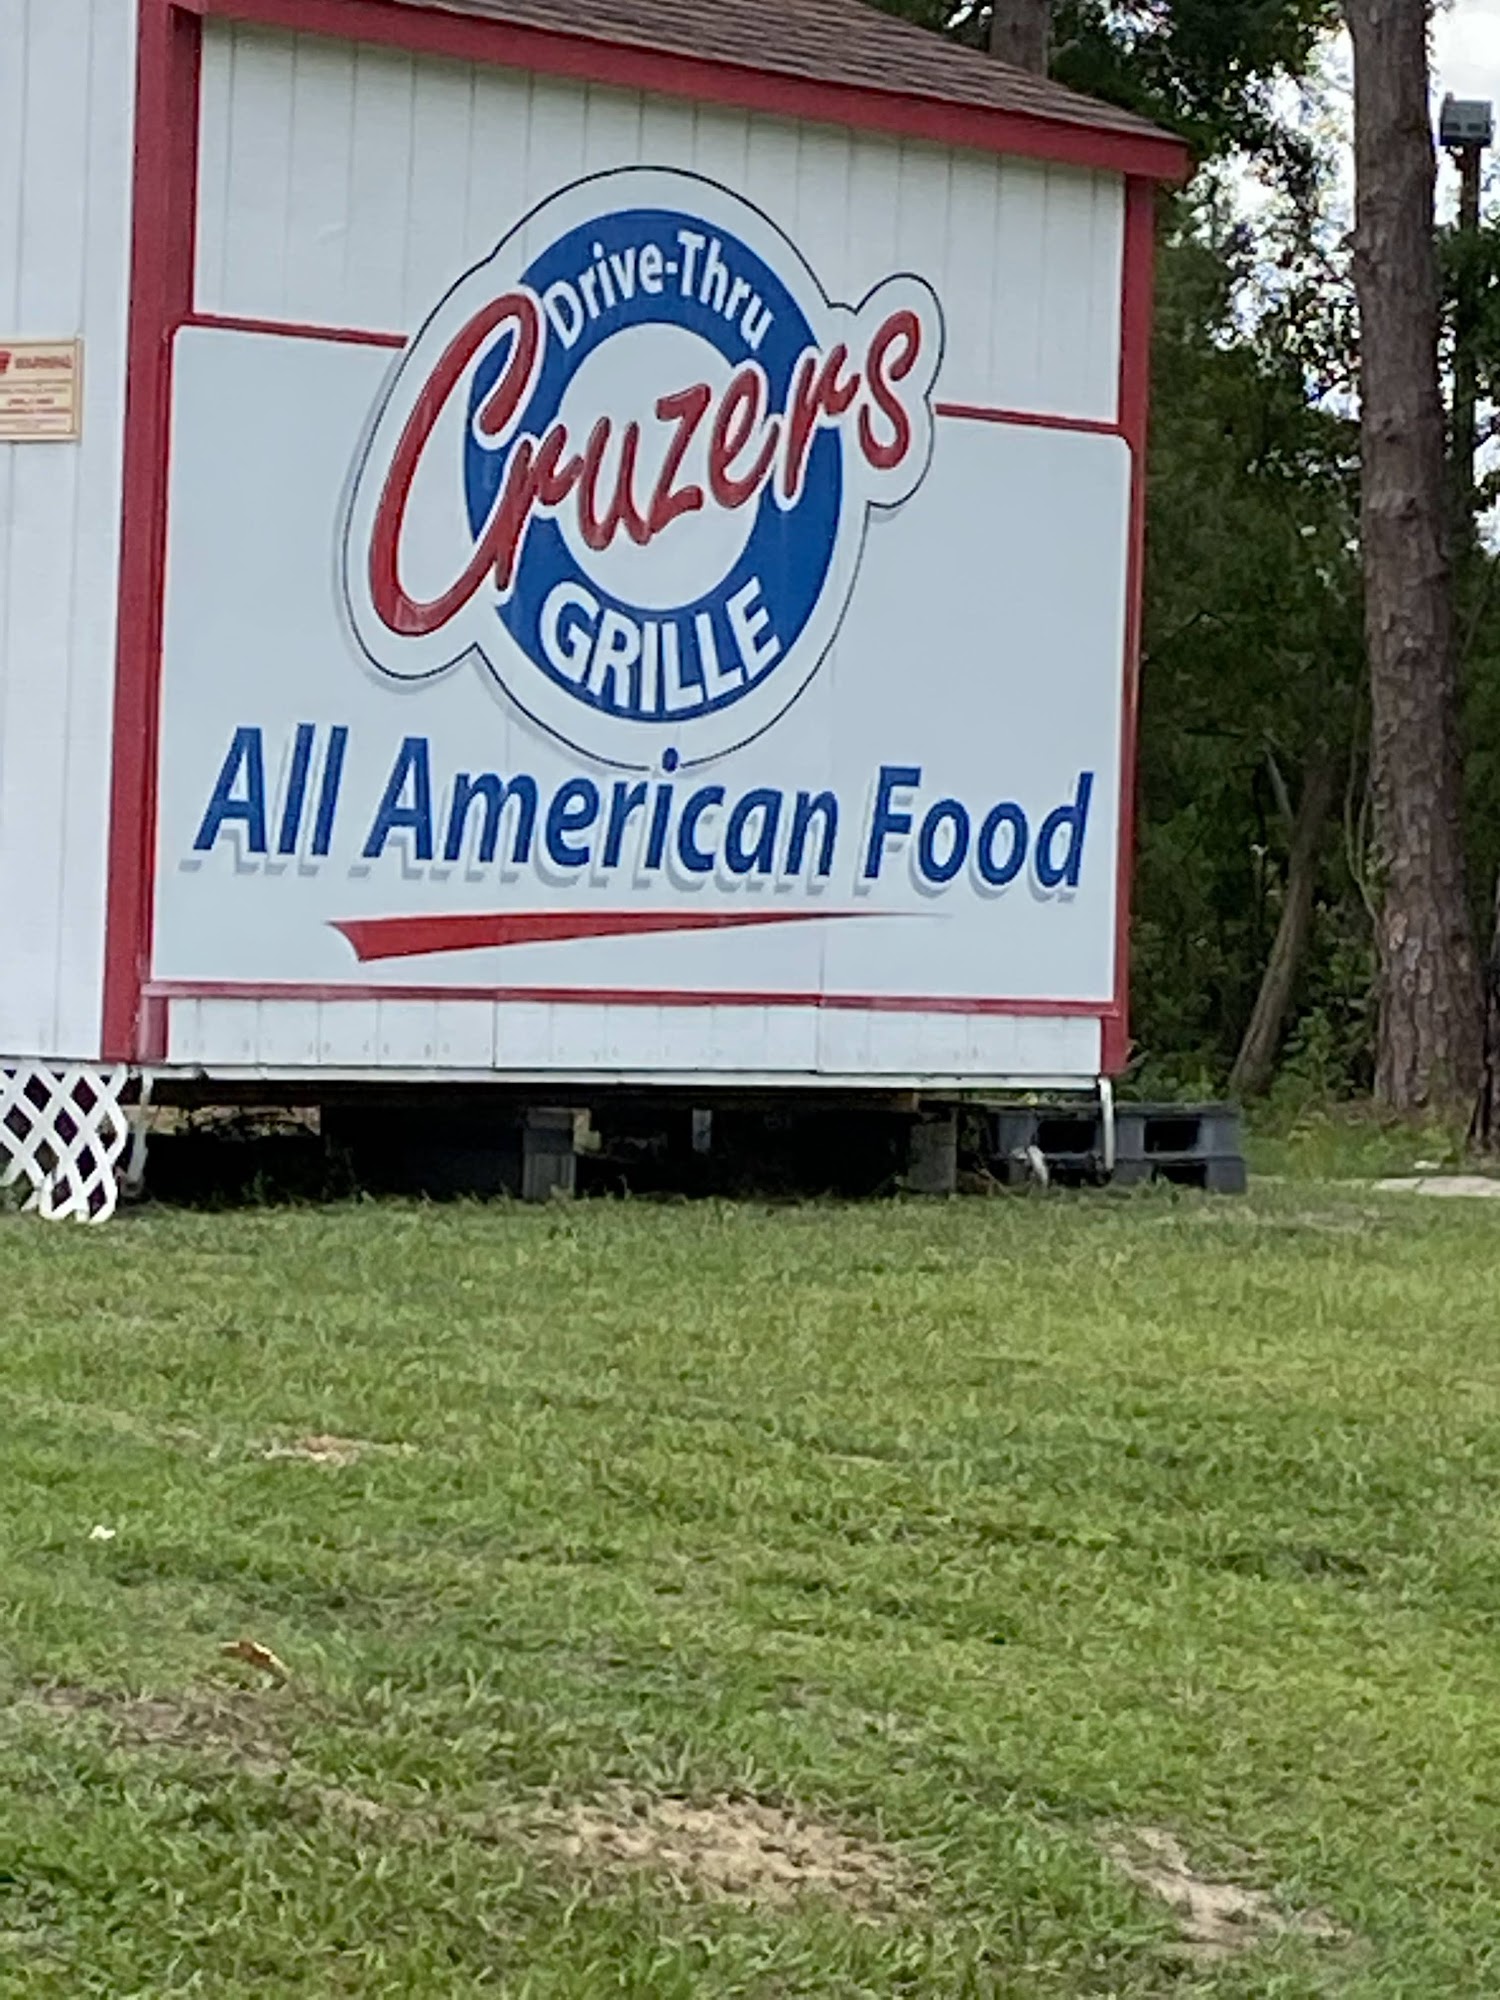 Drive-Thru
Cruzers
GRILLE
All American Food